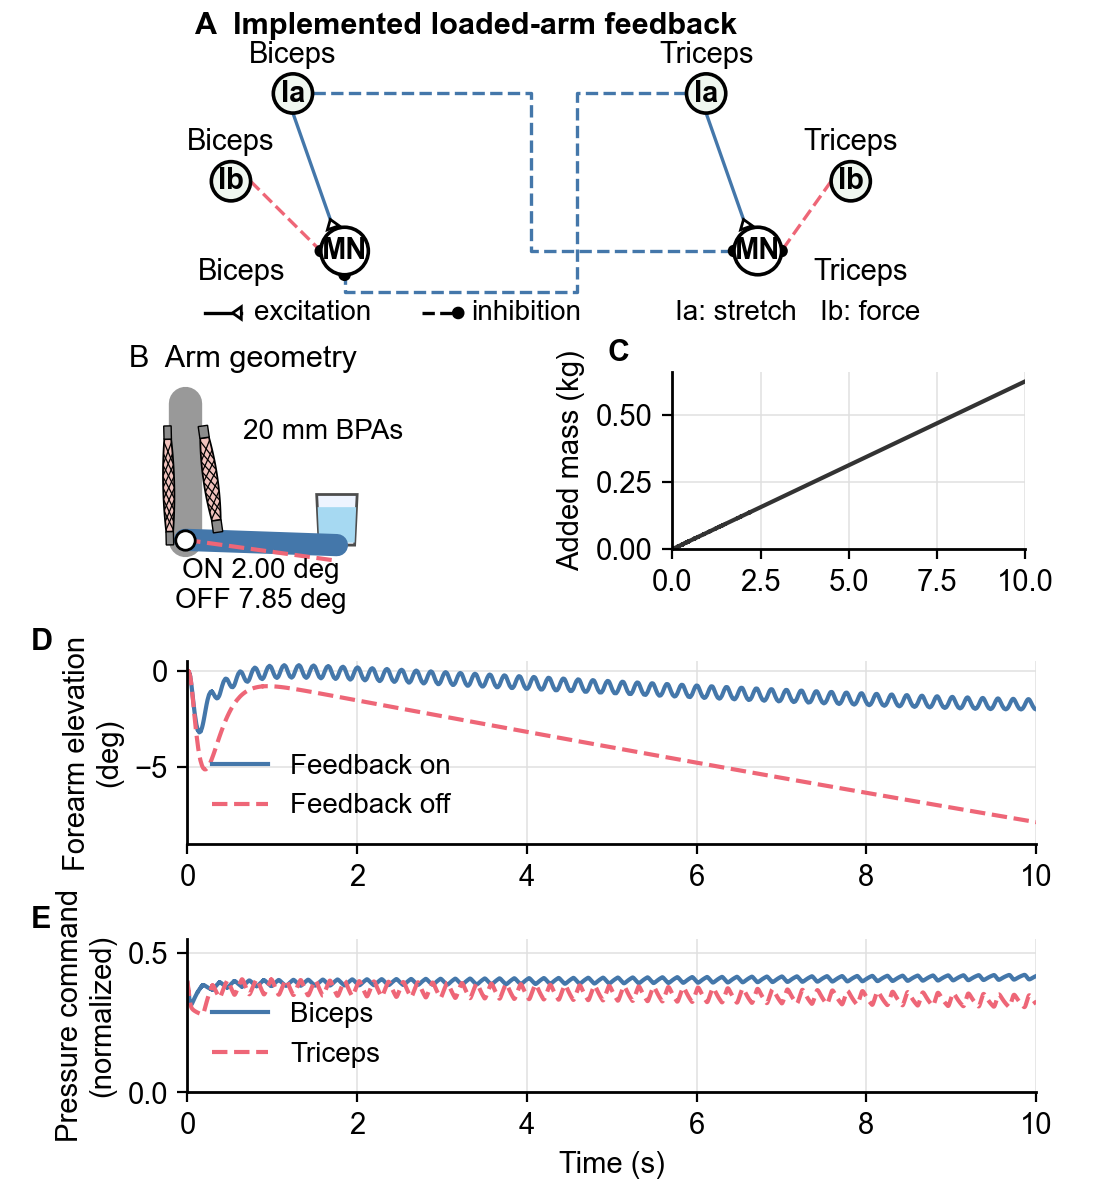 A Implemented loaded-arm feedback
Biceps
Triceps
Ia
Ia
Biceps
Triceps
Ib
Ib
MN
MN
Biceps
Triceps
excitation
inhibition
Ia: stretch
Ib: force
B Arm geometry
20 mm BPAs
ON 2.00 deg
OFF 7.85 deg
C
Added mass (kg)
0.50
0.25
0.00
0.0 2.5 5.0 7.5 10.0
D
Forearm elevation
(deg)
0
−5
Feedback on
Feedback off
0 2 4 6 8 10
E
Pressure command
(normalized)
0.5
0.0
Biceps
Triceps
0 2 4 6 8 10
Time (s)